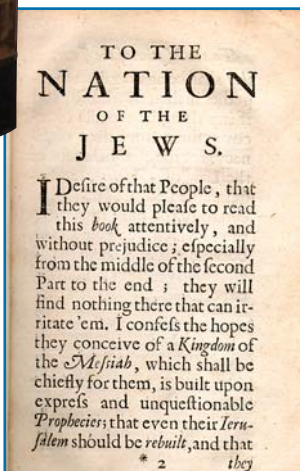 TO THE
NATION
OF THE
JEWS.
I Deſire of that People, that
they would pleaſe to read
this book attentively, and
without prejudice; eſpecially
from the middle of the ſecond
Part to the end; they will
find nothing there that can ir-
ritate 'em. I confeſs the hopes
they conceive of a Kingdom of
the Meſſiah, which shall be
chiefly for them, is built upon
expreſs and unqueſtionable
Prophecies; that even their Ieru-
ſalem should be rebuilt, and that
* 2 they